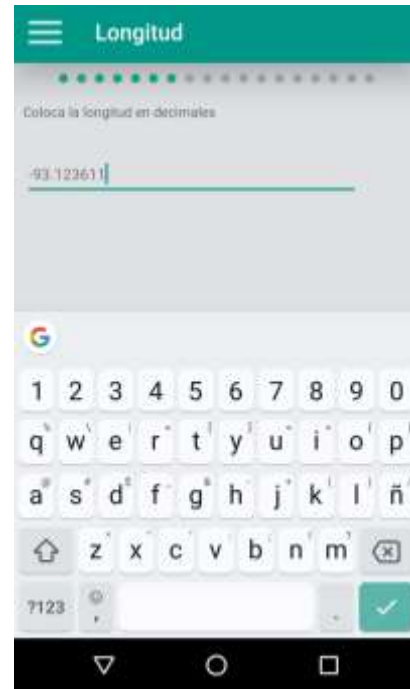 Longitud
Coloca la longitud en decimales
-93.123611
1 2 3 4 5 6 7 8 9 0
q w e r t y u i o p
a s d f g h j k l ñ
z x c v b n m
?123 , .